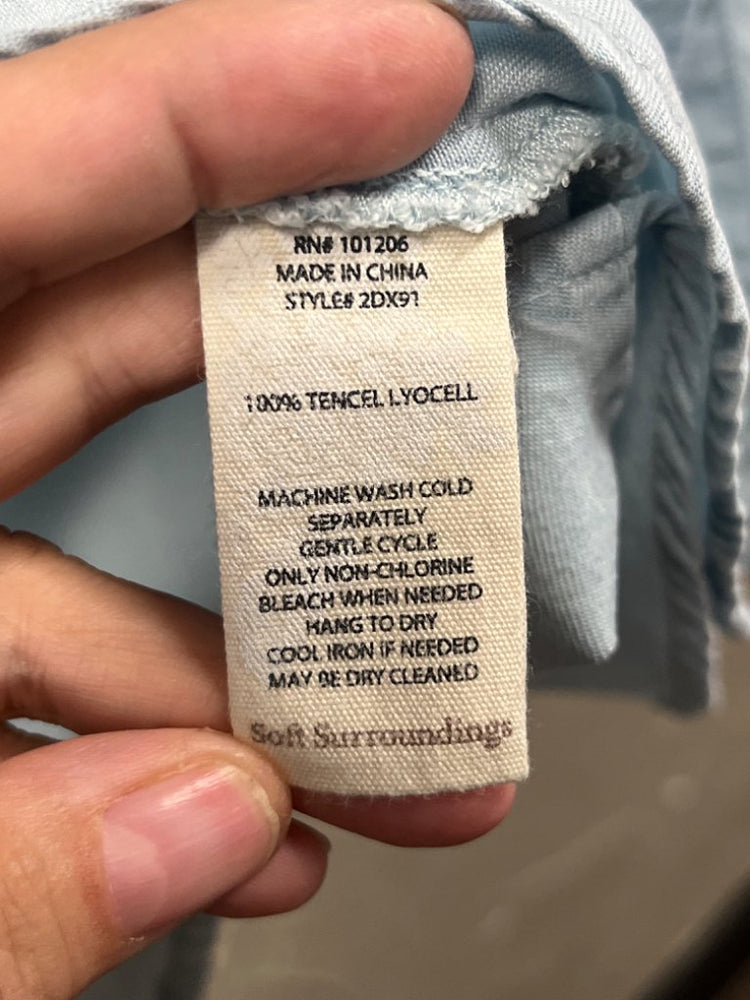 RN# 101206
MADE IN CHINA
STYLE# 2DX91
100% TENCEL LYOCELL
MACHINE WASH COLD
SEPARATELY
GENTLE CYCLE
ONLY NON-CHLORINE
BLEACH WHEN NEEDED
HANG TO DRY
COOL IRON IF NEEDED
MAY BE DRY CLEANED
Soft Surroundings